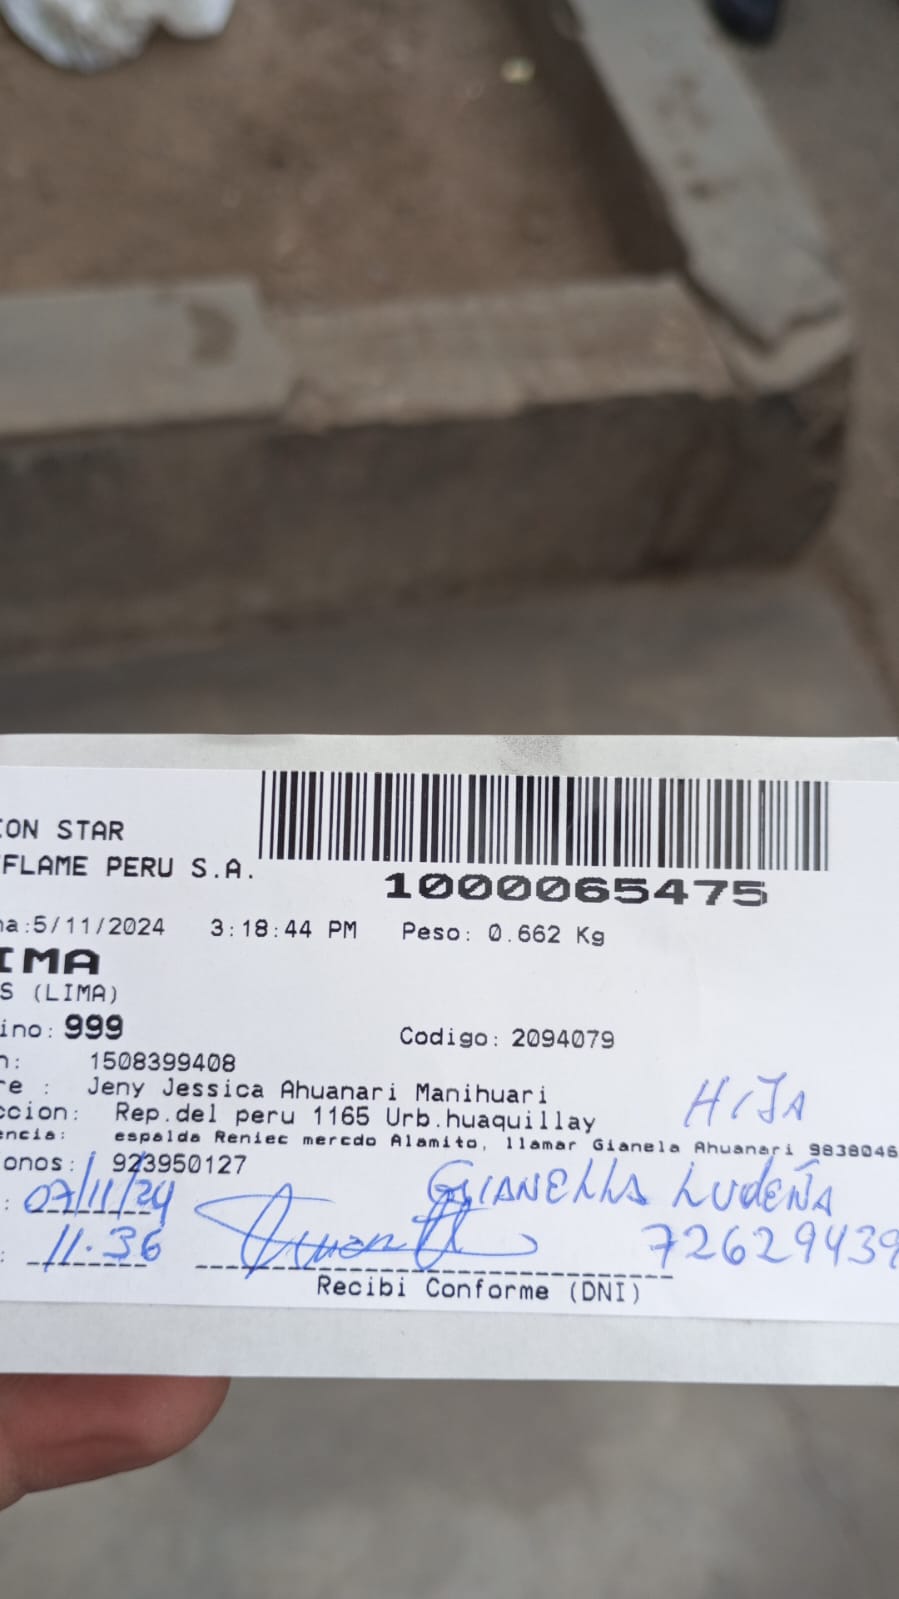 ON STAR
FLAME PERU S.A.
1000065475
a:5/11/2024 3:18:44 PM Peso: 0.662 Kg
IMA
S (LIMA)
ino: 999 Codigo: 2094079
n: 1508399408
re : Jeny Jessica Ahuanari Manihuari
HIJA
ccion: Rep.del peru 1165 Urb.huaquillay
encia: espalda Reniec mercdo Alamito, llamar Gianela Ahuanari 9838046
onos: 923950127
: 07/11/24 GUIANELLA LUDEÑA
: 11.36 72629439
Recibi Conforme (DNI)